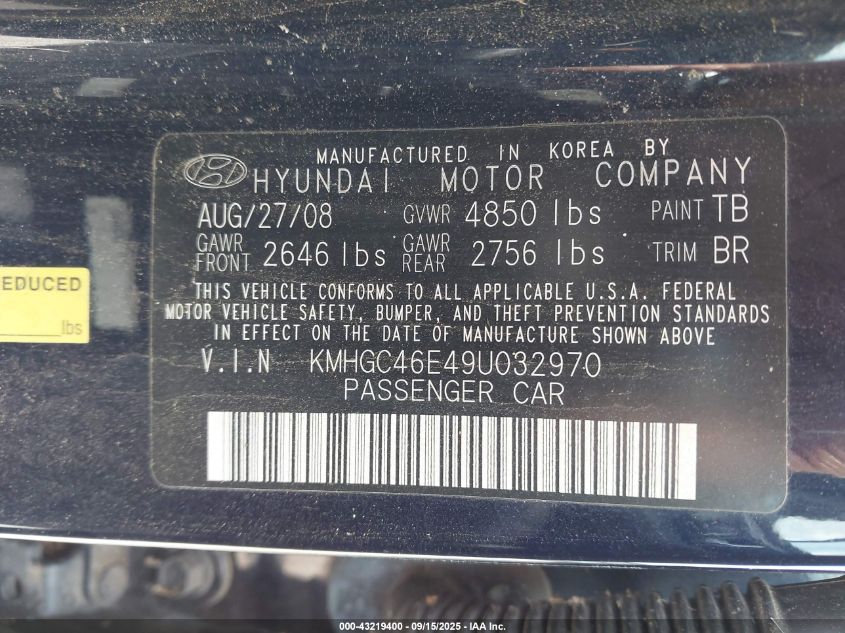 MANUFACTURED IN KOREA BY
HYUNDAI MOTOR COMPANY
AUG/27/08 GVWR 4850 lbs PAINT TB
GAWR FRONT 2646 lbs GAWR REAR 2756 lbs TRIM BR
THIS VEHICLE CONFORMS TO ALL APPLICABLE U.S.A. FEDERAL
MOTOR VEHICLE SAFETY, BUMPER, AND THEFT PREVENTION STANDARDS
IN EFFECT ON THE DATE OF MANUFACTURE SHOWN ABOVE
V.I.N KMHGC46E49U032970
PASSENGER CAR
EDUCED
lbs
000-43219400 - 09/15/2025 - IAA Inc.